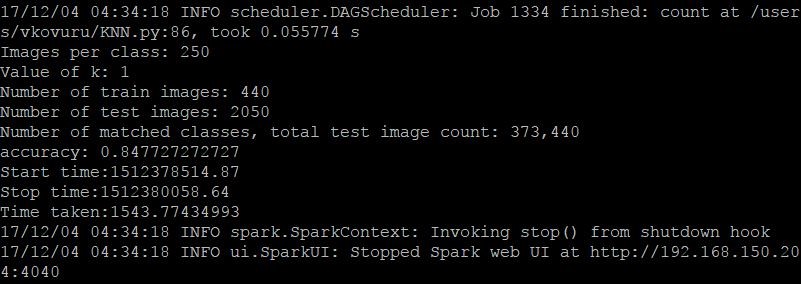 17/12/04 04:34:18 INFO scheduler.DAGScheduler: Job 1334 finished: count at /user
s/vkovuru/KNN.py:86, took 0.055774 s
Images per class: 250
Value of k: 1
Number of train images: 440
Number of test images: 2050
Number of matched classes, total test image count: 373,440
accuracy: 0.847727272727
Start time:1512378514.87
Stop time:1512380058.64
Time taken:1543.77434993
17/12/04 04:34:18 INFO spark.SparkContext: Invoking stop() from shutdown hook
17/12/04 04:34:18 INFO ui.SparkUI: Stopped Spark web UI at http://192.168.150.20
4:4040